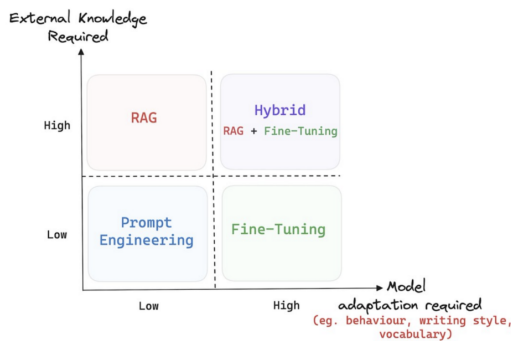 External Knowledge
Required
High
RAG
Hybrid
RAG + Fine-Tuning
Low
Prompt
Engineering
Fine-Tuning
Low
High
Model
adaptation required
(eg. behaviour, writing style,
vocabulary)